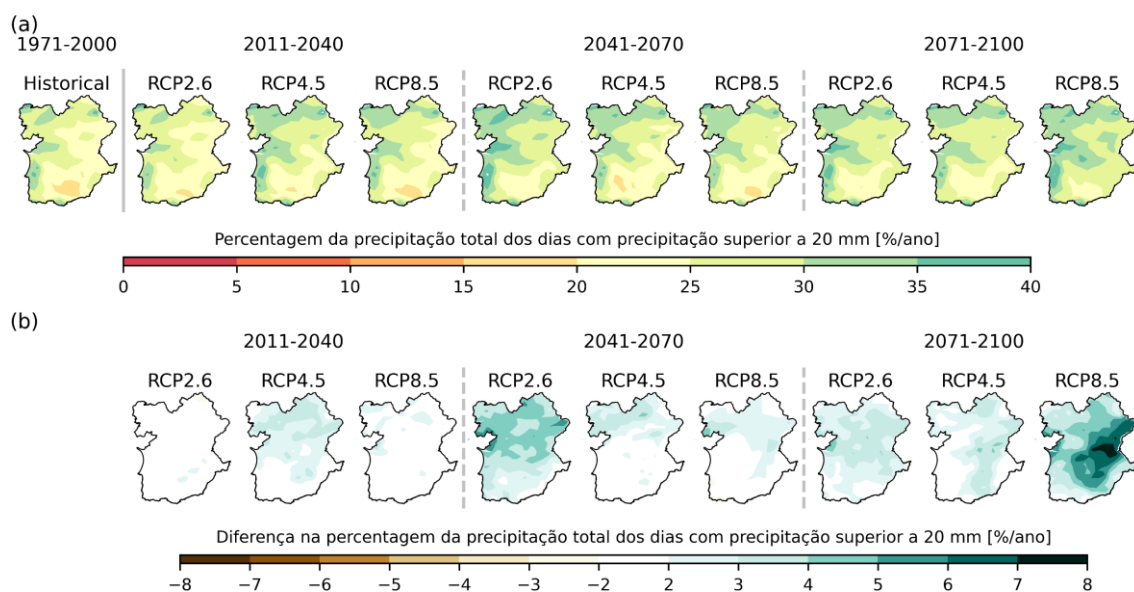 (a)
1971-2000 2011-2040 2041-2070 2071-2100
Historical RCP2.6 RCP4.5 RCP8.5 RCP2.6 RCP4.5 RCP8.5 RCP2.6 RCP4.5 RCP8.5
Percentagem da precipitação total dos dias com precipitação superior a 20 mm [%/ano]
0 5 10 15 20 25 30 35 40
(b)
2011-2040 2041-2070 2071-2100
RCP2.6 RCP4.5 RCP8.5 RCP2.6 RCP4.5 RCP8.5 RCP2.6 RCP4.5 RCP8.5
Diferença na percentagem da precipitação total dos dias com precipitação superior a 20 mm [%/ano]
−8 −7 −6 −5 −4 −3 −2 2 3 4 5 6 7 8